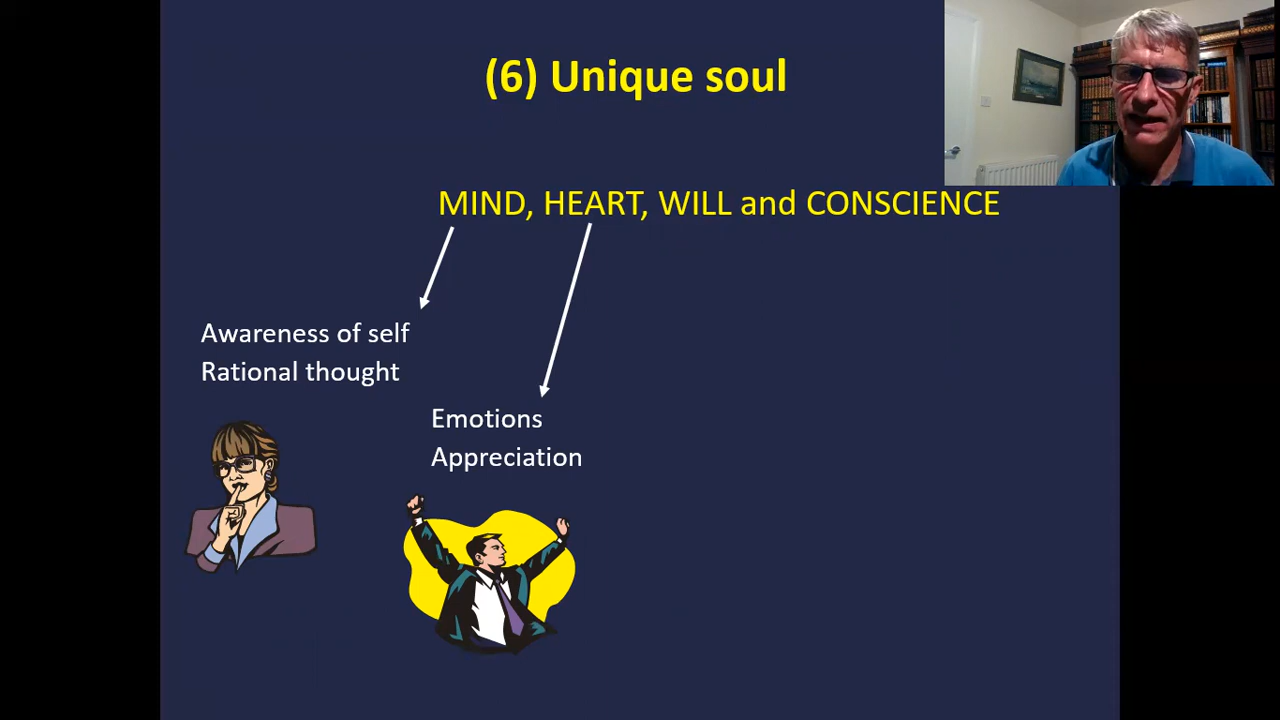 (6) Unique soul
MIND, HEART, WILL and CONSCIENCE
Awareness of self
Rational thought
Emotions
Appreciation